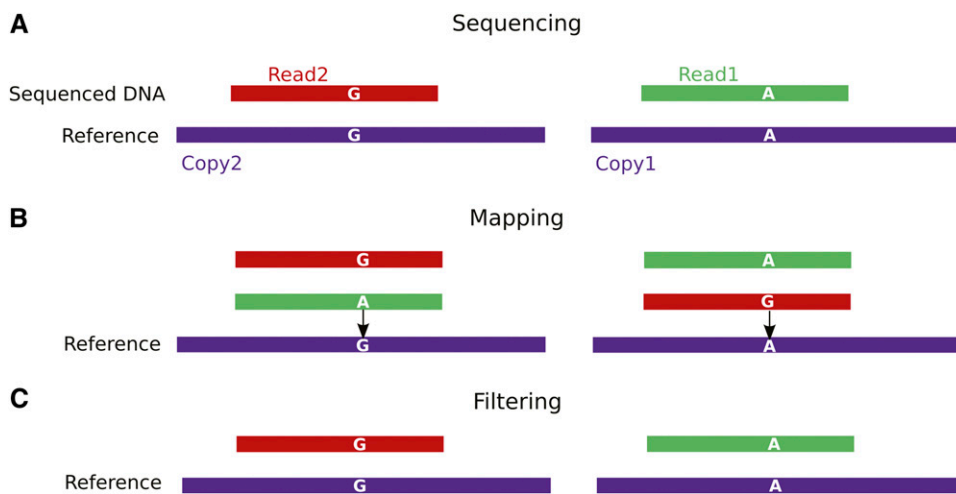 A
Sequencing
Read2
Read1
Sequenced DNA
G
A
Reference
G
A
Copy2
Copy1
B
Mapping
G
A
A
G
Reference
G
A
C
Filtering
G
A
Reference
G
A